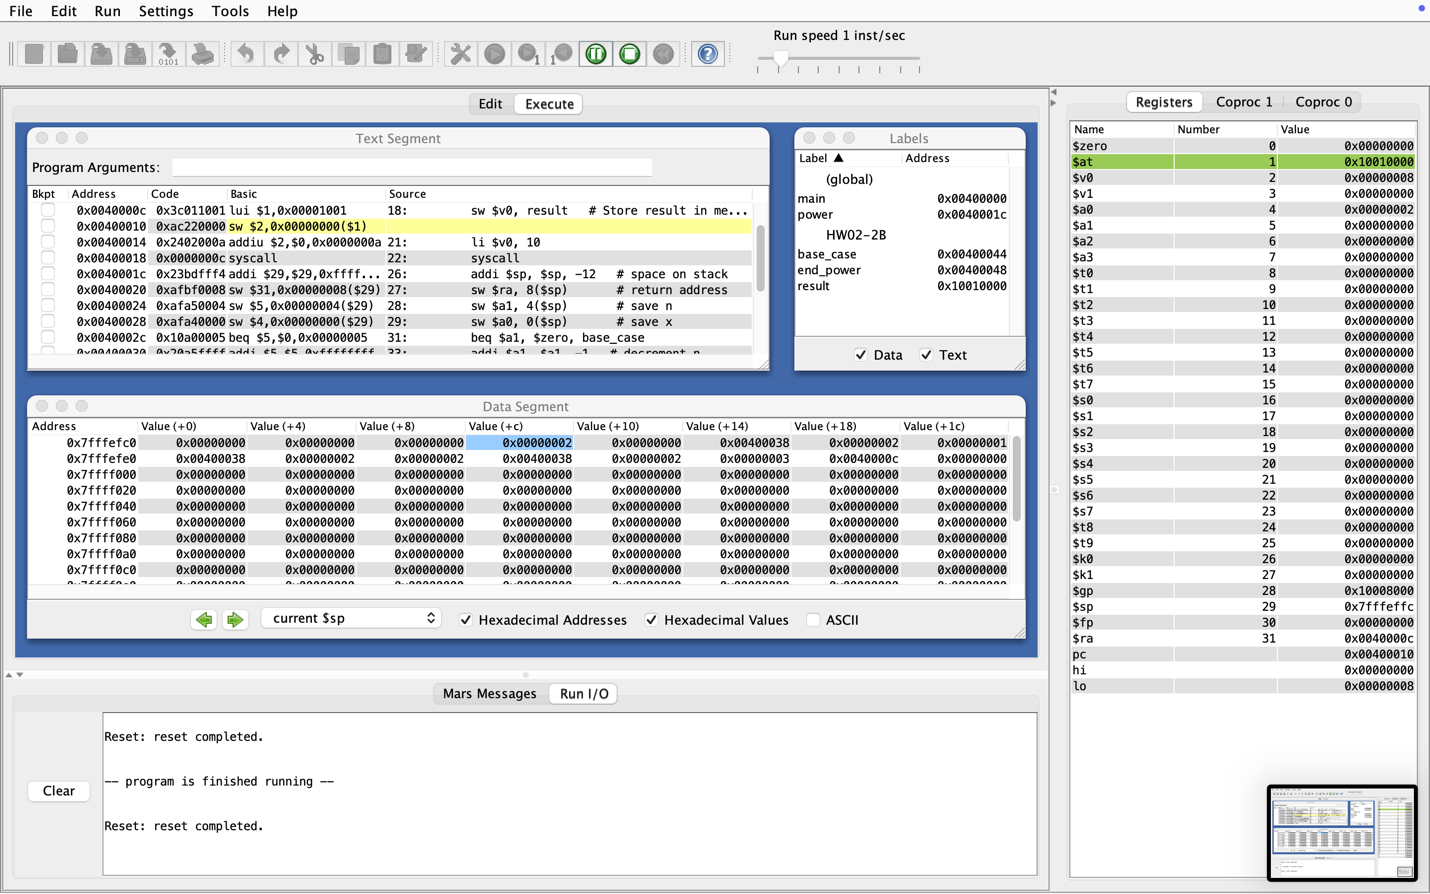 File Edit Run Settings Tools Help
Run speed 1 inst/sec
Edit Execute
Text Segment
Program Arguments:
Bkpt Address Code Basic Source
0x0040000c 0x3c011001 lui $1,0x00001001 18: sw $v0, result # Store result in me...
0x00400010 0xac220000 sw $2,0x00000000($1)
0x00400014 0x2402000a addiu $2,$0,0x0000000a 21: li $v0, 10
0x00400018 0x0000000c syscall 22: syscall
0x0040001c 0x23bdfff4 addi $29,$29,0xffff... 26: addi $sp, $sp, -12 # space on stack
0x00400020 0xafbf0008 sw $31,0x00000008($29) 27: sw $ra, 8($sp) # return address
0x00400024 0xafa50004 sw $5,0x00000004($29) 28: sw $a1, 4($sp) # save n
0x00400028 0xafa40000 sw $4,0x00000000($29) 29: sw $a0, 0($sp) # save x
0x0040002c 0x10a00005 beq $5,$0,0x00000005 31: beq $a1, $zero, base_case
0x00400030 0x20a5ffff addi $5,$5,0xffffffff 33: addi $a1, $a1, -1 # decrement n
Labels
Label ▲ Address
(global)
main 0x00400000
power 0x0040001c
HW02-2B
base_case 0x00400044
end_power 0x00400048
result 0x10010000
Data Text
Data Segment
Address Value (+0) Value (+4) Value (+8) Value (+c) Value (+10) Value (+14) Value (+18) Value (+1c)
0x7fffefc0 0x00000000 0x00000000 0x00000000 0x00000002 0x00000000 0x00400038 0x00000002 0x00000001
0x7fffefe0 0x00400038 0x00000002 0x00000002 0x00400038 0x00000002 0x00000003 0x0040000c 0x00000000
0x7ffff000 0x00000000 0x00000000 0x00000000 0x00000000 0x00000000 0x00000000 0x00000000 0x00000000
0x7ffff020 0x00000000 0x00000000 0x00000000 0x00000000 0x00000000 0x00000000 0x00000000 0x00000000
0x7ffff040 0x00000000 0x00000000 0x00000000 0x00000000 0x00000000 0x00000000 0x00000000 0x00000000
0x7ffff060 0x00000000 0x00000000 0x00000000 0x00000000 0x00000000 0x00000000 0x00000000 0x00000000
0x7ffff080 0x00000000 0x00000000 0x00000000 0x00000000 0x00000000 0x00000000 0x00000000 0x00000000
0x7ffff0a0 0x00000000 0x00000000 0x00000000 0x00000000 0x00000000 0x00000000 0x00000000 0x00000000
0x7ffff0c0 0x00000000 0x00000000 0x00000000 0x00000000 0x00000000 0x00000000 0x00000000 0x00000000
current $sp Hexadecimal Addresses Hexadecimal Values ASCII
Mars Messages Run I/O
Clear
Reset: reset completed.
-- program is finished running --
Reset: reset completed.
Registers Coproc 1 Coproc 0
Name Number Value
$zero 0 0x00000000
$at 1 0x10010000
$v0 2 0x00000008
$v1 3 0x00000000
$a0 4 0x00000002
$a1 5 0x00000000
$a2 6 0x00000000
$a3 7 0x00000000
$t0 8 0x00000000
$t1 9 0x00000000
$t2 10 0x00000000
$t3 11 0x00000000
$t4 12 0x00000000
$t5 13 0x00000000
$t6 14 0x00000000
$t7 15 0x00000000
$s0 16 0x00000000
$s1 17 0x00000000
$s2 18 0x00000000
$s3 19 0x00000000
$s4 20 0x00000000
$s5 21 0x00000000
$s6 22 0x00000000
$s7 23 0x00000000
$t8 24 0x00000000
$t9 25 0x00000000
$k0 26 0x00000000
$k1 27 0x00000000
$gp 28 0x10008000
$sp 29 0x7fffeffc
$fp 30 0x00000000
$ra 31 0x0040000c
pc 0x00400010
hi 0x00000000
lo 0x00000008